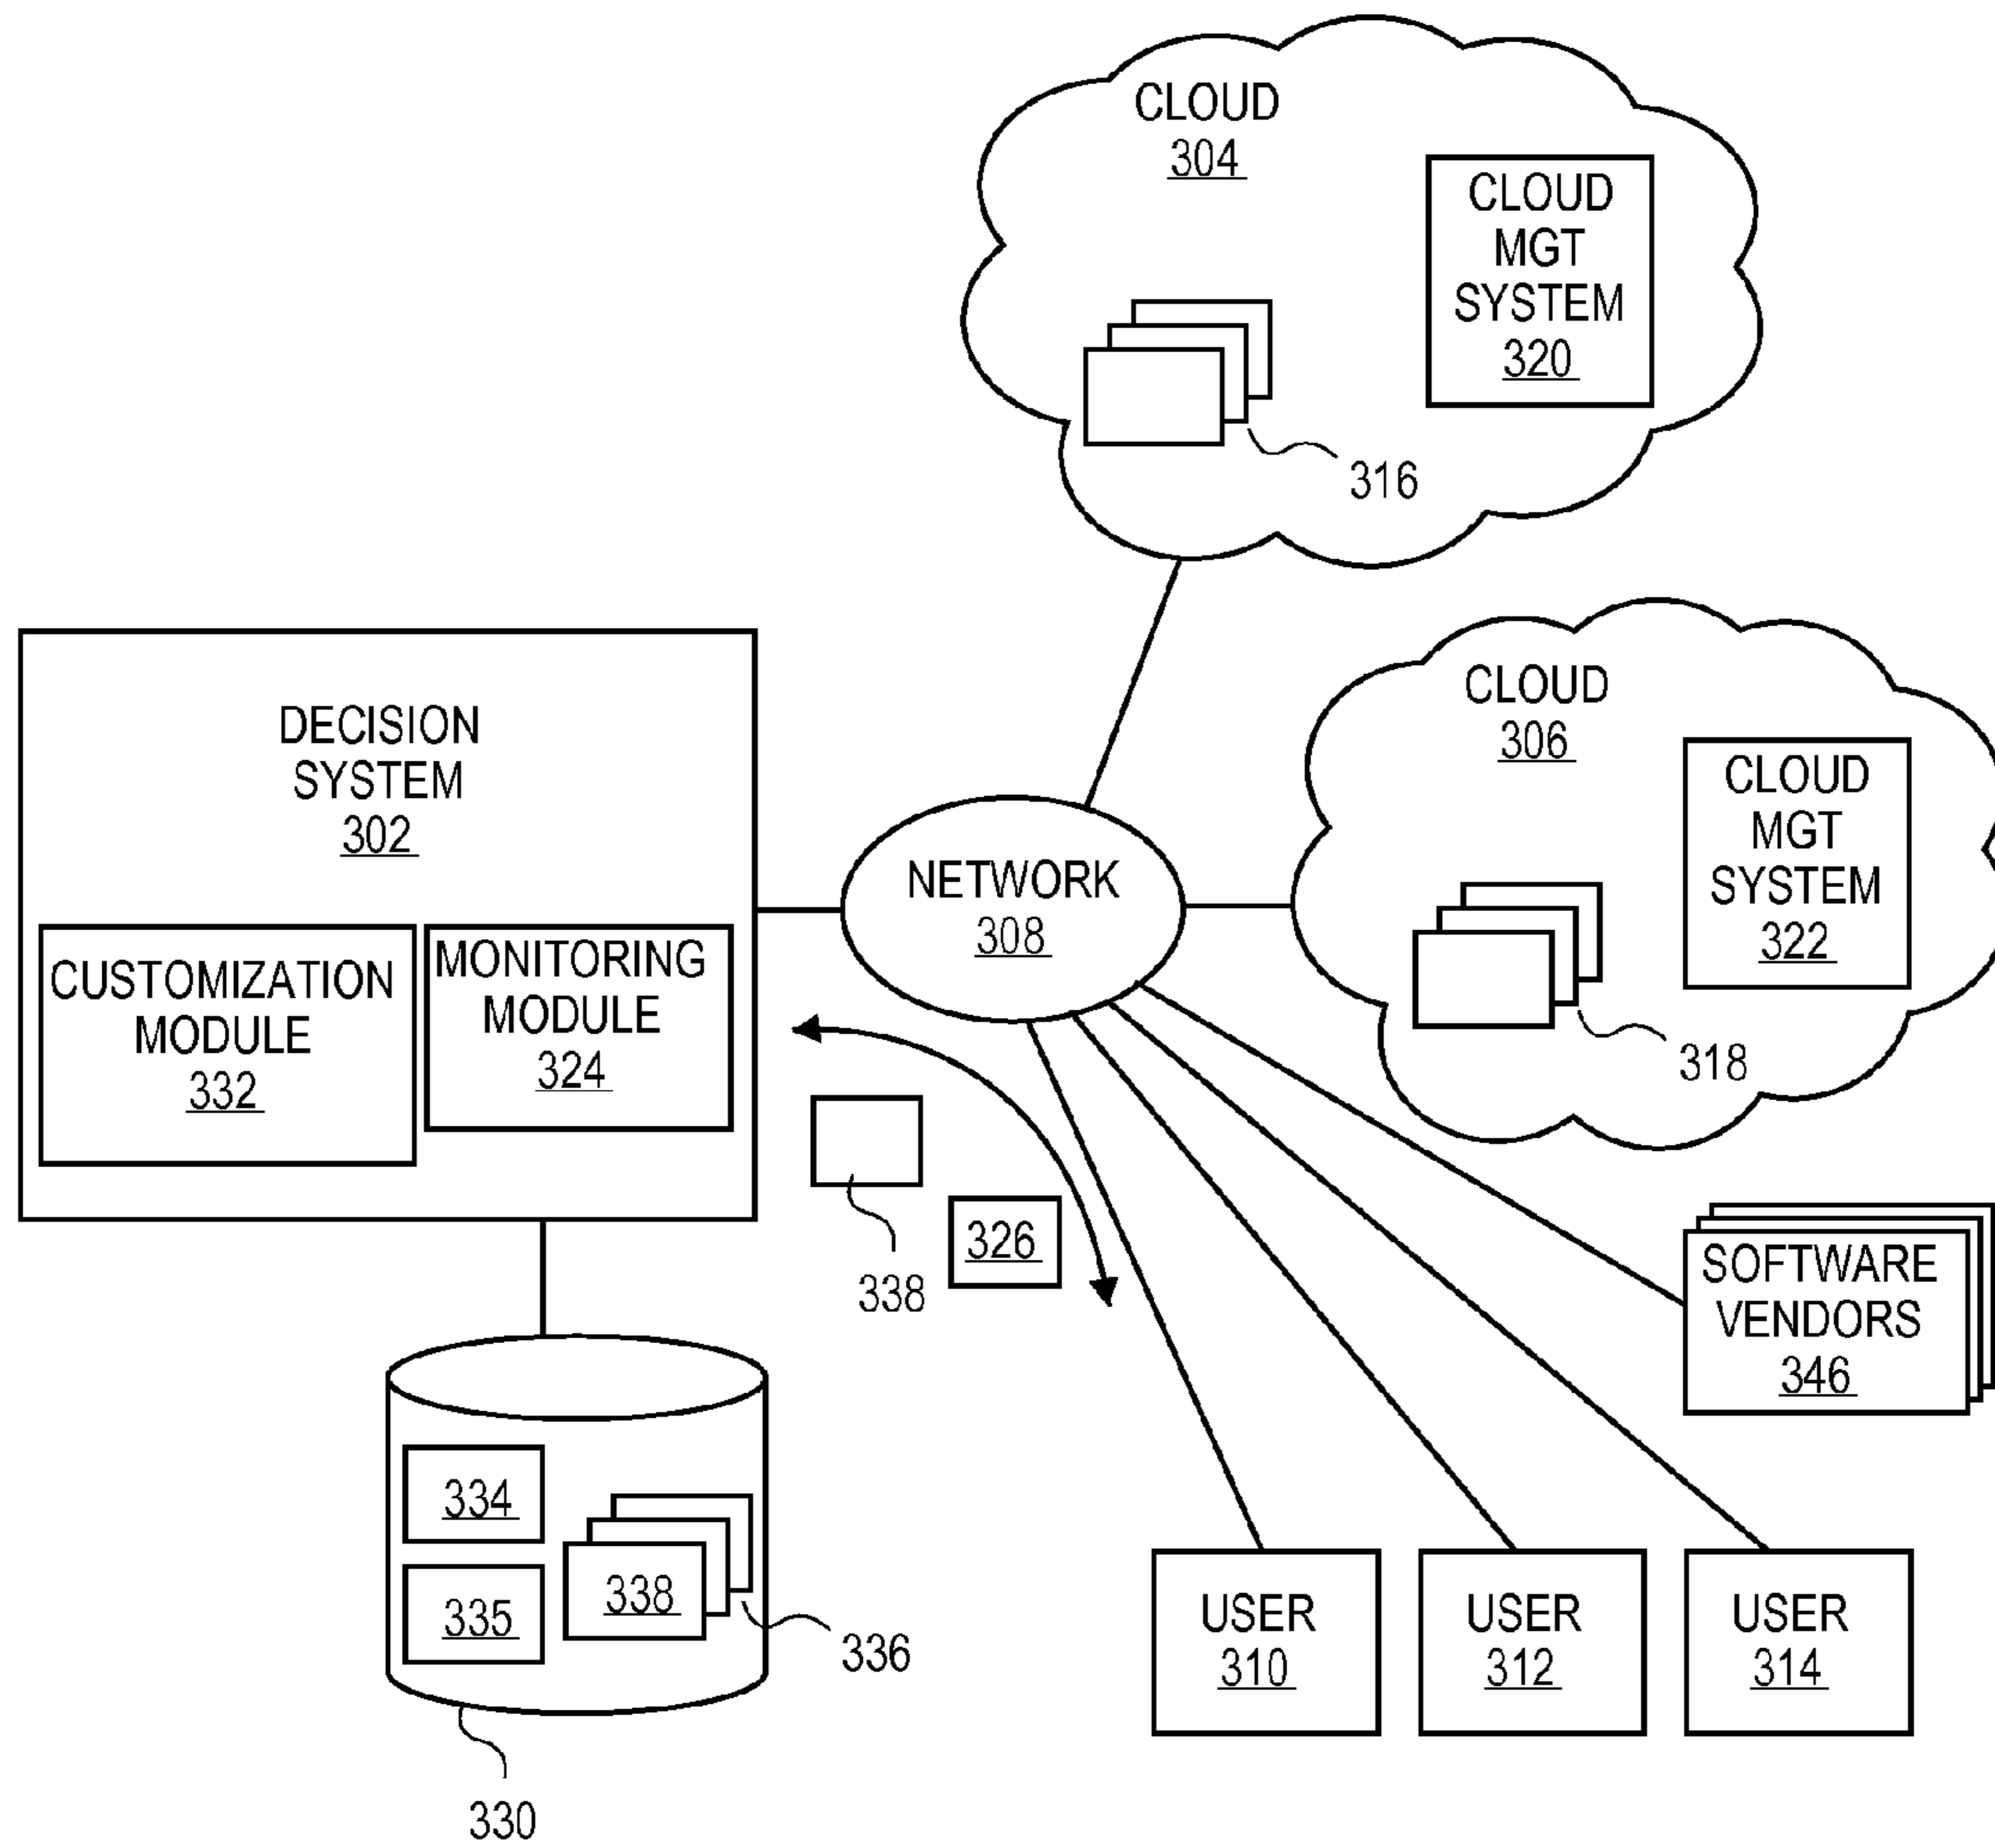 CLOUD
304
CLOUD
MGT
SYSTEM
320
316
CLOUD
306
CLOUD
MGT
SYSTEM
322
318
DECISION
SYSTEM
302
CUSTOMIZATION
MODULE
332
MONITORING
MODULE
324
NETWORK
308
338
326
SOFTWARE
VENDORS
346
334
335
338
336
330
USER
310
USER
312
USER
314